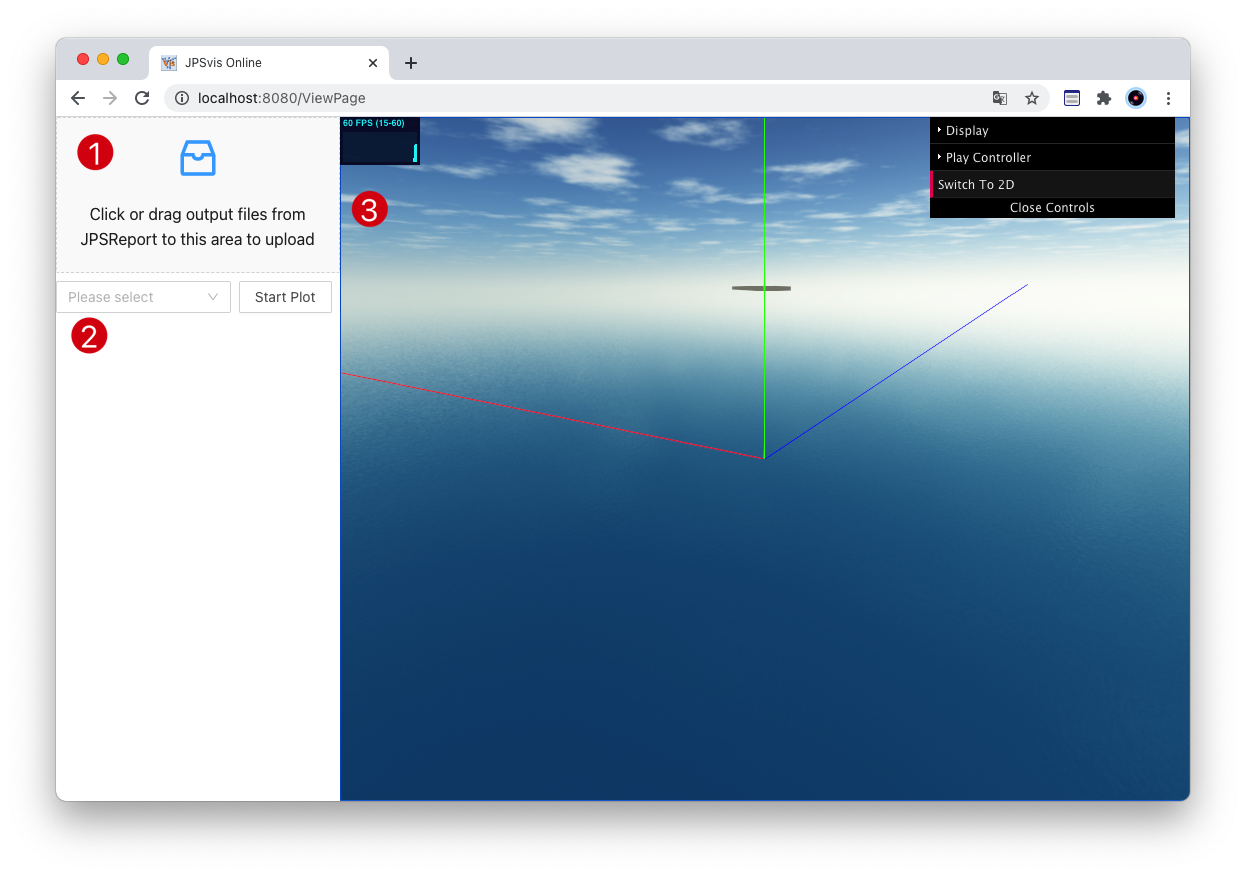 JPSvis Online
localhost:8080/ViewPage
1
Click or drag output files from
JPSReport to this area to upload
Please select
Start Plot
2
60 FPS (15-60)
3
Display
Play Controller
Switch To 2D
Close Controls